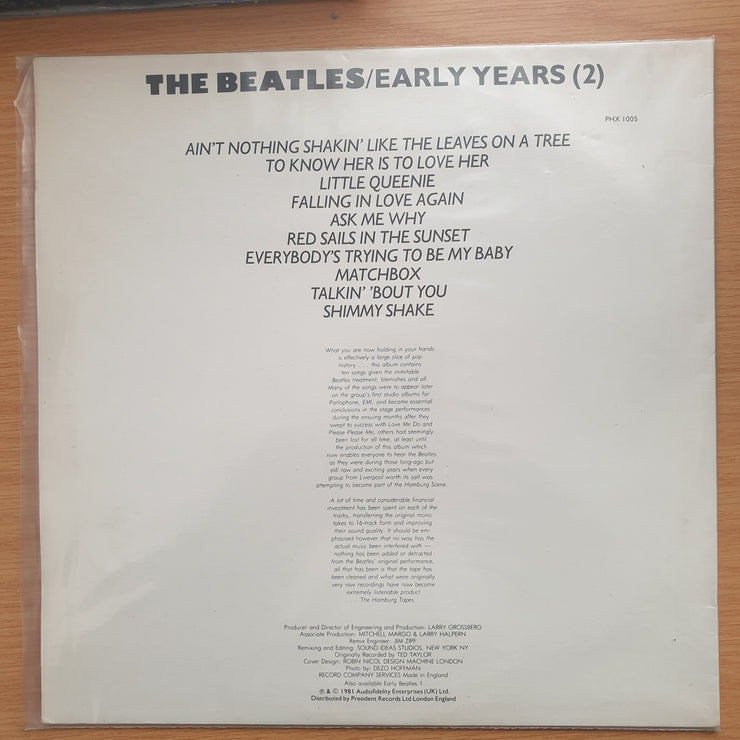 THE BEATLES/EARLY YEARS (2)
PHX 1005
AIN'T NOTHING SHAKIN' LIKE THE LEAVES ON A TREE
TO KNOW HER IS TO LOVE HER
LITTLE QUEENIE
FALLING IN LOVE AGAIN
ASK ME WHY
RED SAILS IN THE SUNSET
EVERYBODY'S TRYING TO BE MY BABY
MATCHBOX
TALKIN' 'BOUT YOU
SHIMMY SHAKE
What you are now holding in your hands
is effectively a large slice of pop
history . . . . this album contains
ten songs given the inimitable
Beatles treatment, blemishes and all.
Many of the songs were to appear later
on the group's first studio albums for
Parlophone, EMI, and became essential
conclusions in the stage performances
during the ensuing months after they
swept to success with Love Me Do and
Please Please Me, others had seemingly
been lost for all time, at least until
the production of this album which
now enables everyone to hear the Beatles
as they were during those long-ago but
still raw and exciting years when every
group from Liverpool worth its salt was
attempting to become part of the Hamburg Scene.
A lot of time and considerable financial
investment has been spent on each of the
tracks, transferring the original mono
takes to 16-track form and improving
their sound quality. It should be em-
phasised however that no way has the
actual music been interfered with —
nothing has been added or detracted
from the Beatles' original performance,
all that has been is that the tape has
been cleaned and what were originally
very raw recordings have now become
extremely listenable product
. . . The Hamburg Tapes.
Producer and Director of Engineering and Production: LARRY GROSSBERG
Associate Production: MITCHELL MARGO & LARRY HALPERN
Remix Engineer: JIM ZIPF
Remixing and Editing: SOUND IDEAS STUDIOS, NEW YORK NY
Originally Recorded by TED TAYLOR
Cover Design: ROBIN NICOL DESIGN MACHINE LONDON
Photo by: DEZO HOFFMAN
RECORD COMPANY SERVICES Made in England
Also available Early Beatles 1
℗ & © 1981 Audiofidelity Enterprises (UK) Ltd.
Distributed by President Records Ltd London England